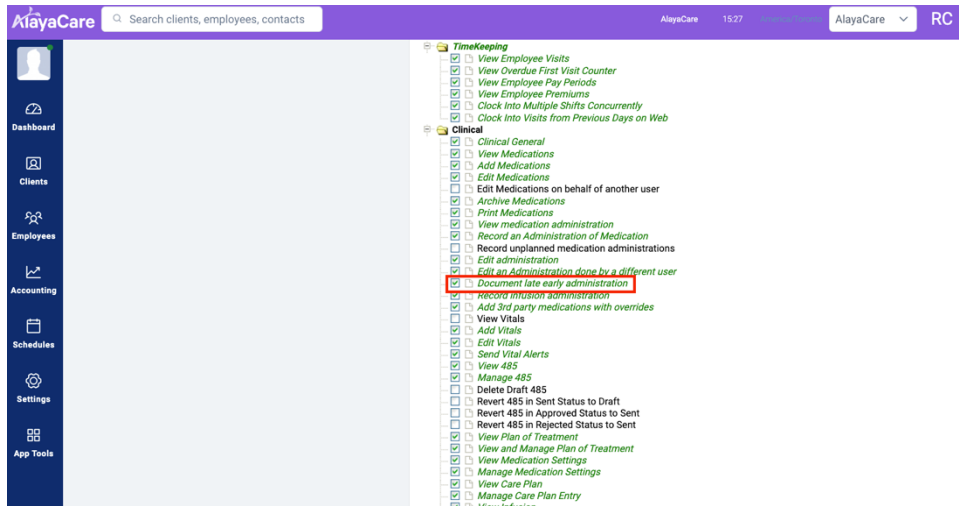 AlayaCare
Search clients, employees, contacts
AlayaCare
15:27
America/Toronto
AlayaCare
RC
Dashboard
Clients
Employees
Accounting
Schedules
Settings
App Tools
TimeKeeping
View Employee Visits
View Overdue First Visit Counter
View Employee Pay Periods
View Employee Premiums
Clock Into Multiple Shifts Concurrently
Clock Into Visits from Previous Days on Web
Clinical
Clinical General
View Medications
Add Medications
Edit Medications
Edit Medications on behalf of another user
Archive Medications
Print Medications
View medication administration
Record an Administration of Medication
Record unplanned medication administrations
Edit administration
Edit an Administration done by a different user
Document late early administration
Record infusion administration
Add 3rd party medications with overrides
View Vitals
Add Vitals
Edit Vitals
Send Vital Alerts
View 485
Manage 485
Delete Draft 485
Revert 485 in Sent Status to Draft
Revert 485 in Approved Status to Sent
Revert 485 in Rejected Status to Sent
View Plan of Treatment
View and Manage Plan of Treatment
View Medication Settings
Manage Medication Settings
View Care Plan
Manage Care Plan Entry
View Infusion